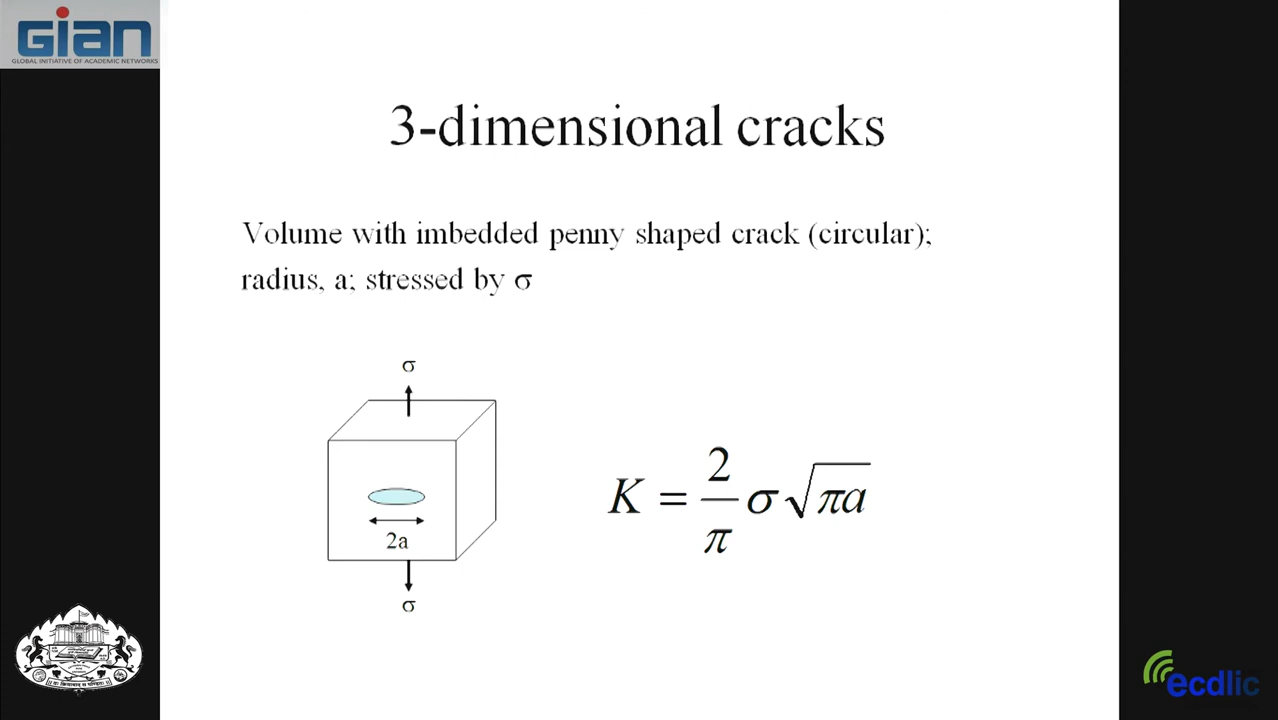 GIAN
GLOBAL INITIATIVE OF ACADEMIC NETWORKS
3-dimensional cracks
Volume with imbedded penny shaped crack (circular);
radius, a; stressed by σ
σ
2a
σ
K = 2/π σ √πa
ecdlic